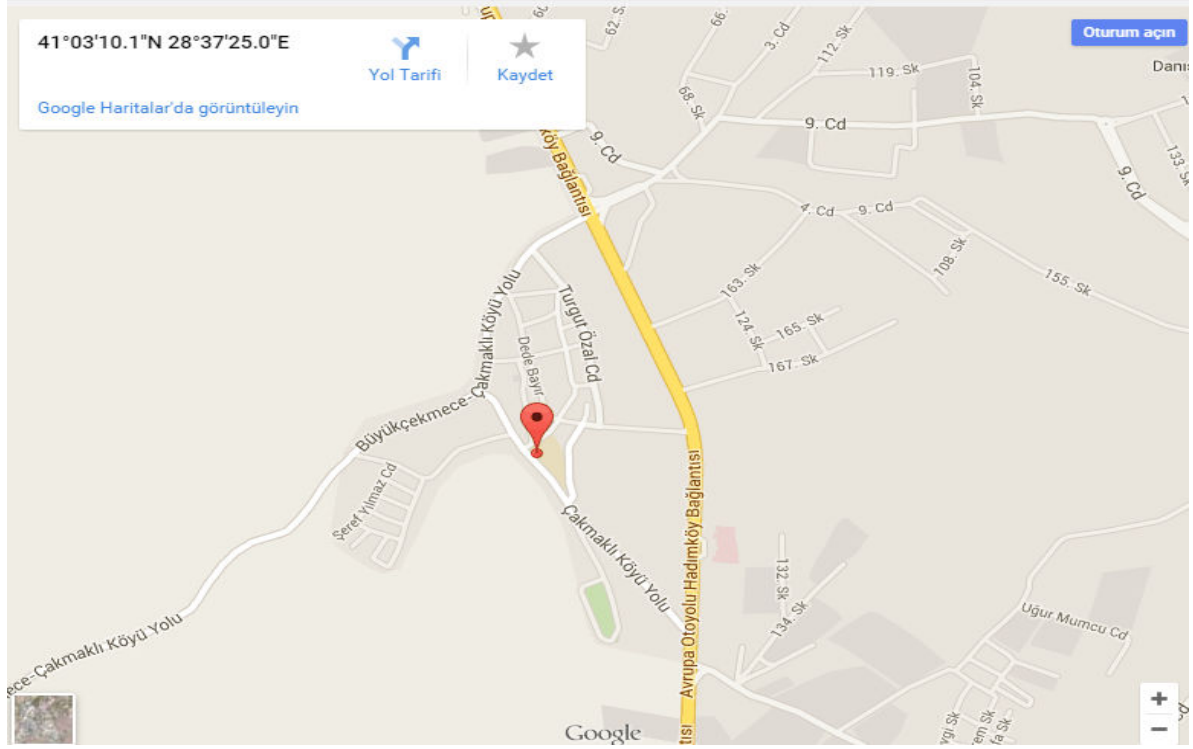 41°03'10.1"N 28°37'25.0"E
Yol Tarifi
Kaydet
Google Haritalar'da görüntüleyin
Oturum açın
62. Sk
66.
3. Cd
112. Sk
119. Sk
104. Sk
68. Sk
9. Cd
9. Cd
133. Sk
9. Cd
köy Bağlantısı
4. Cd
9. Cd
108. Sk
155. Sk
163. Sk
124. Sk
165. Sk
167. Sk
Turgut Özal Cd
Dede Bayır
Büyükçekmece-Çakmaklı Köyü Yolu
Şeref Yılmaz Cd
Çakmaklı Köyü Yolu
Avrupa Otoyolu Hadımköy Bağlantısı
132. Sk
134. Sk
Uğur Mumcu Cd
ece-Çakmaklı Köyü Yolu
Google
+
−